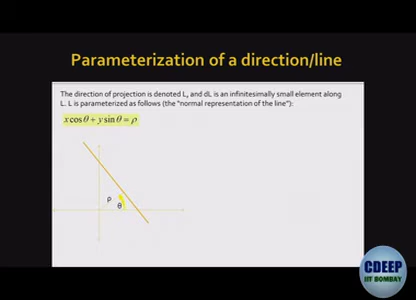 Parameterization of a direction/line
The direction of projection is denoted L, and dL is an infinitesimally small element along
L. L is parameterized as follows (the "normal representation of the line"):
x cos θ + y sin θ = ρ
ρ
θ
CDEEP
IIT BOMBAY